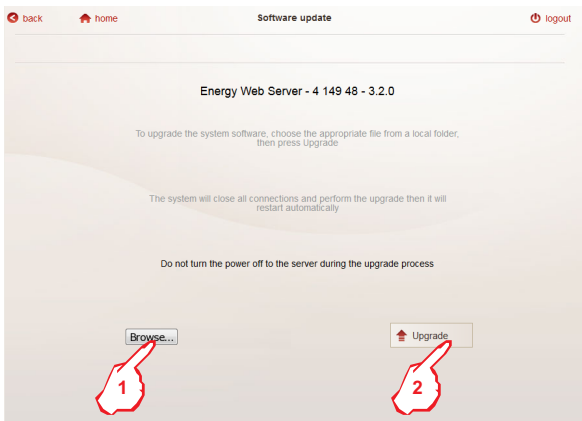 back home Software update logout
Energy Web Server - 4 149 48 - 3.2.0
To upgrade the system software, choose the appropriate file from a local folder,
then press Upgrade
The system will close all connections and perform the upgrade then it will
restart automatically
Do not turn the power off to the server during the upgrade process
Browse... Upgrade
1 2